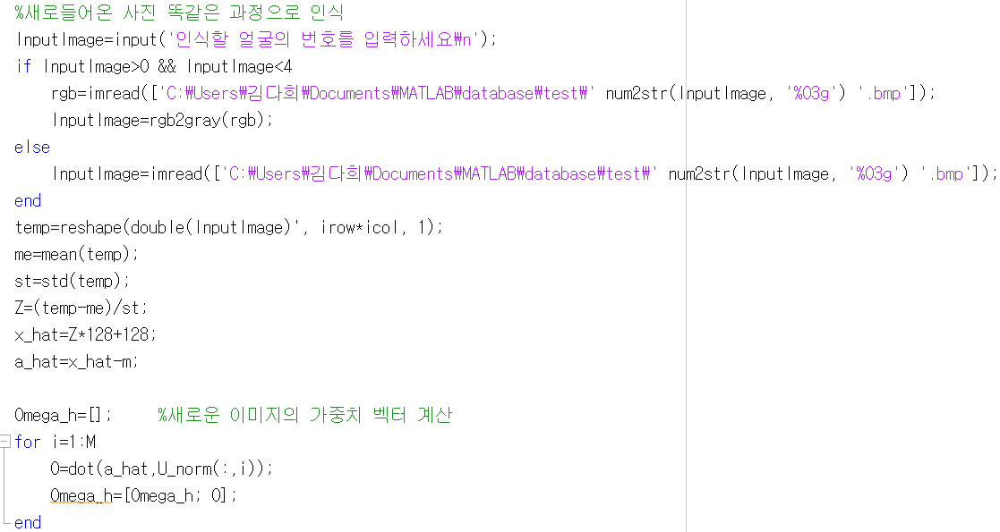 %새로들어온 사진 똑같은 과정으로 인식
InputImage=input('인식할 얼굴의 번호를 입력하세요\n');
if InputImage>0 && InputImage<4
    rgb=imread(['C:\Users\김다희\Documents\MATLAB\database\test\' num2str(InputImage, '%03g') '.bmp']);
    InputImage=rgb2gray(rgb);
else
    InputImage=imread(['C:\Users\김다희\Documents\MATLAB\database\test\' num2str(InputImage, '%03g') '.bmp']);
end
temp=reshape(double(InputImage)', irow*icol, 1);
me=mean(temp);
st=std(temp);
Z=(temp-me)/st;
x_hat=Z*128+128;
a_hat=x_hat-m;
Omega_h=[];     %새로운 이미지의 가중치 벡터 계산
for i=1:M
    O=dot(a_hat,U_norm(:,i));
    Omega_h=[Omega_h; O];
end